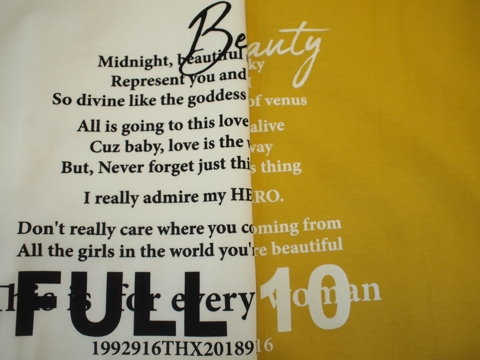 Beauty
Midnight, beautiful ky
Represent you and
So divine like the goddess of venus
All is going to this love alive
Cuz baby, love is the way
But, Never forget just this thing
I really admire my HERO.
Don't really care where you coming from
All the girls in the world you're beautiful
This is for every woman
FULL 10
1992916THX2018916